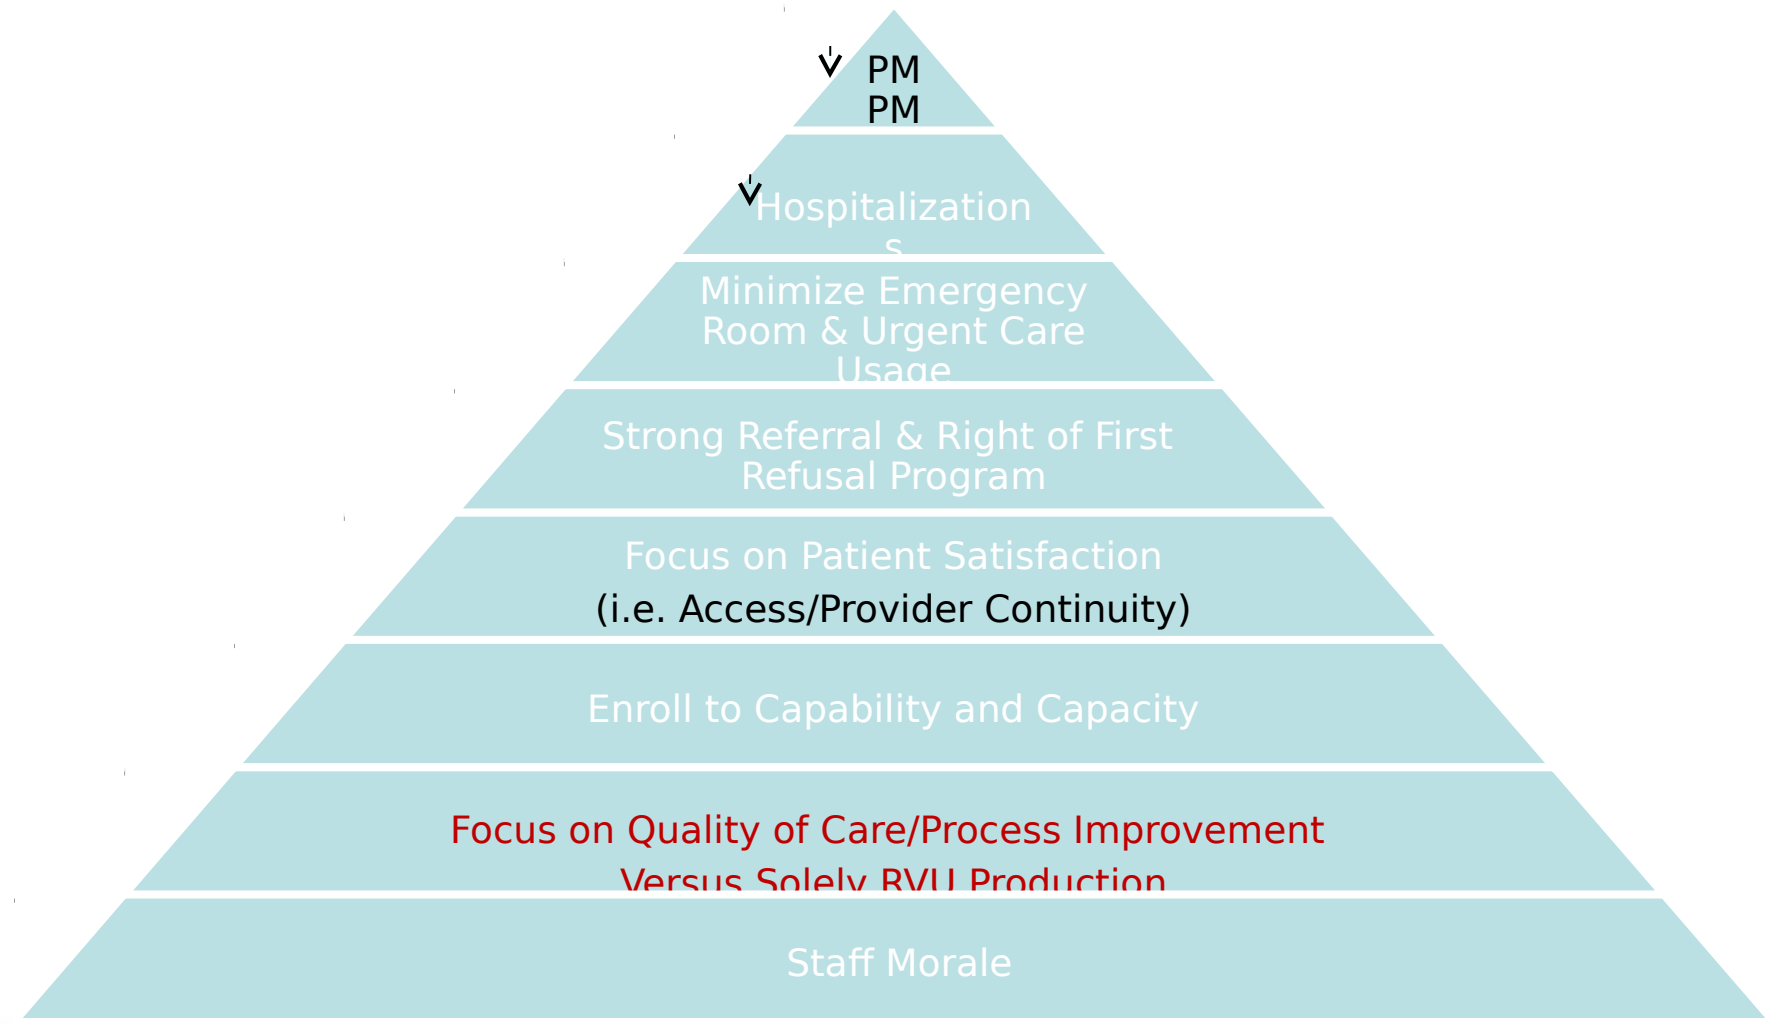 PM
PM
Hospitalization
s
Minimize Emergency
Room & Urgent Care
Usage
Strong Referral & Right of First
Refusal Program
Focus on Patient Satisfaction
(i.e. Access/Provider Continuity)
Enroll to Capability and Capacity
Focus on Quality of Care/Process Improvement
Versus Solely RVU Production
Staff Morale